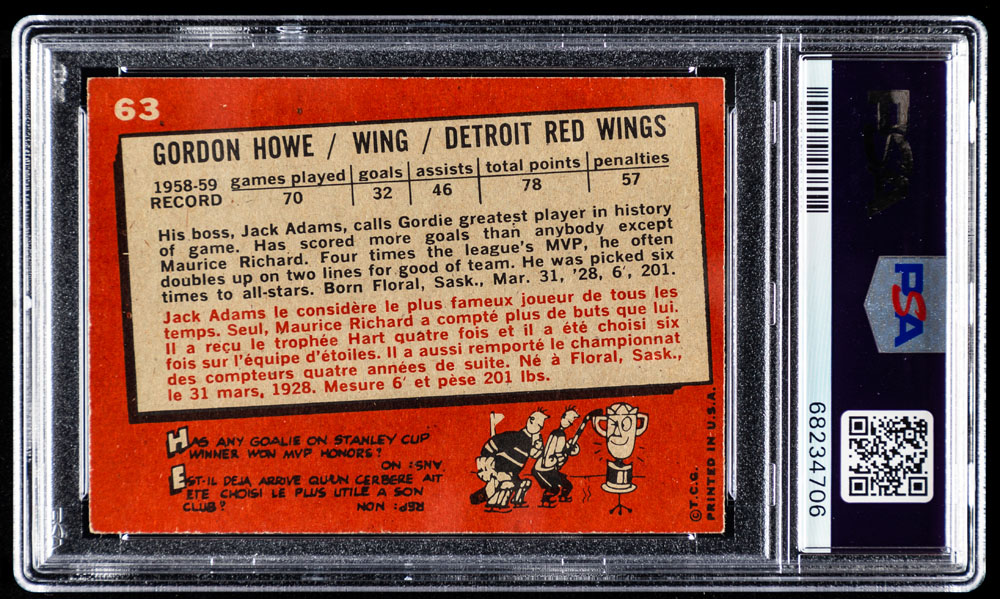 63
GORDON HOWE / WING / DETROIT RED WINGS
1958-59 RECORD games played 70 goals 32 assists 46 total points 78 penalties 57
His boss, Jack Adams, calls Gordie greatest player in history
of game. Has scored more goals than anybody except
Maurice Richard. Four times the league's MVP, he often
doubles up on two lines for good of team. He was picked six
times to all-stars. Born Floral, Sask., Mar. 31, '28, 6', 201.
Jack Adams le considère le plus fameux joueur de tous les
temps. Seul, Maurice Richard a compté plus de buts que lui.
Il a reçu le trophée Hart quatre fois et il a été choisi six
fois sur l'équipe d'étoiles. Il a aussi remporté le championnat
des compteurs quatre années de suite. Né à Floral, Sask.,
le 31 mars, 1928. Mesure 6' et pèse 201 lbs.
HAS ANY GOALIE ON STANLEY CUP
WINNER WON MVP HONORS?
ANS: NO
EST-IL DEJA ARRIVE QU'UN CERBERE AIT
ETE CHOISI LE PLUS UTILE A SON
CLUB?
REP: NON
©T.C.G.
PRINTED IN U.S.A.
PSA
68234706